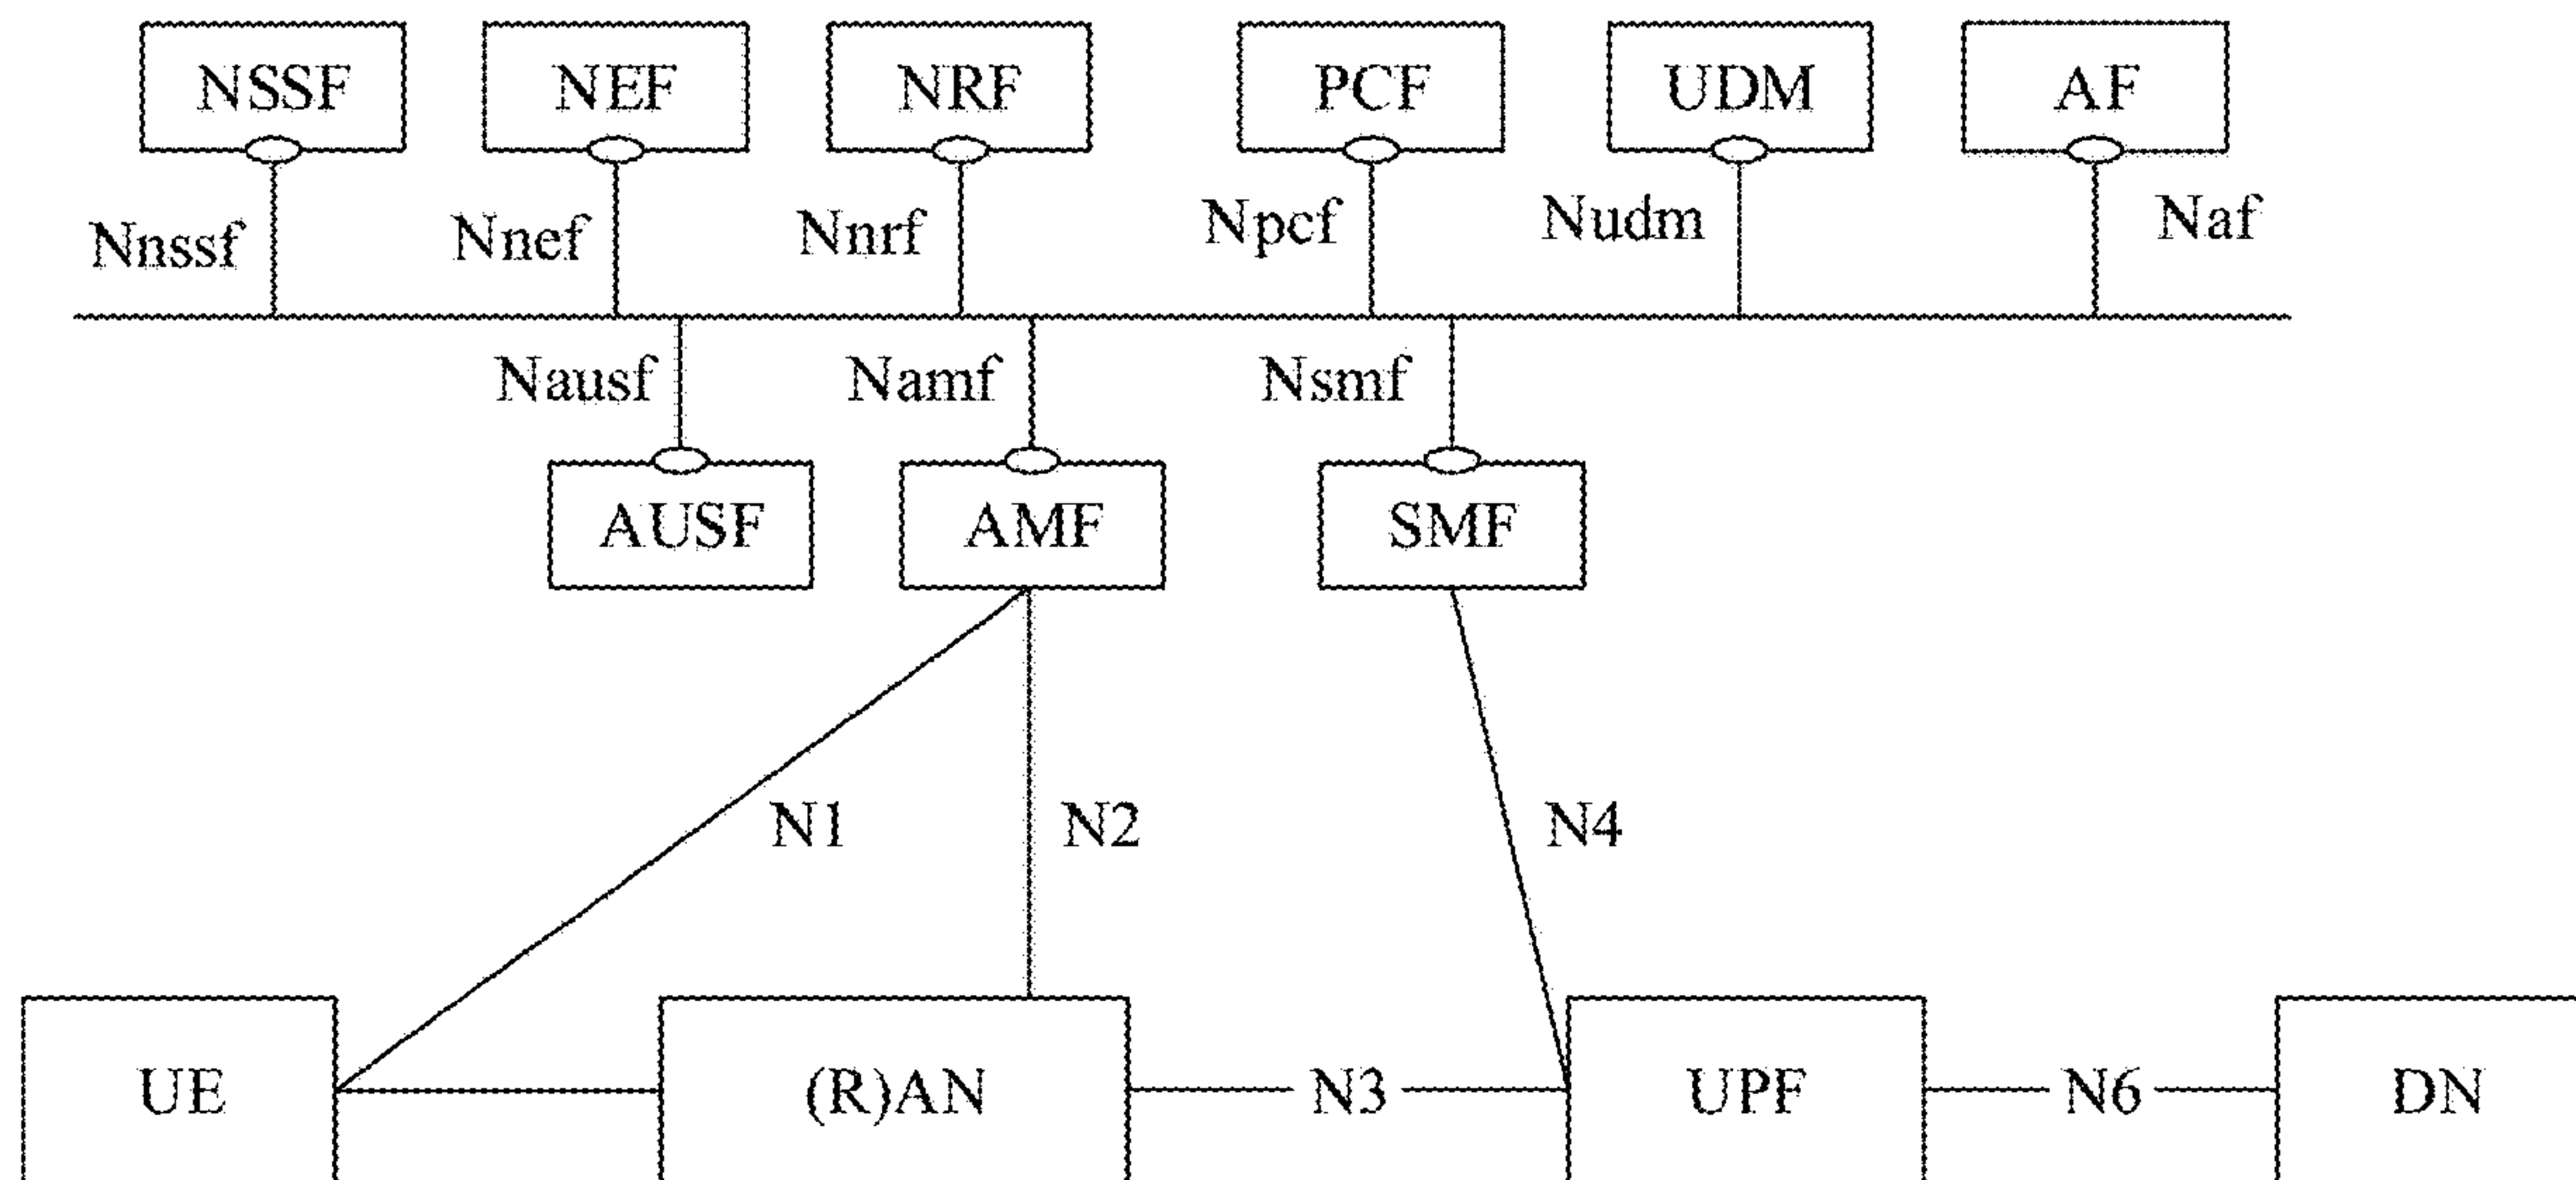 NSSF NEF NRF PCF UDM AF
Nnssf Nnef Nnrf Npcf Nudm Naf
Nausf Namf Nsmf
AUSF AMF SMF
N1 N2 N4
UE (R)AN N3 UPF N6 DN